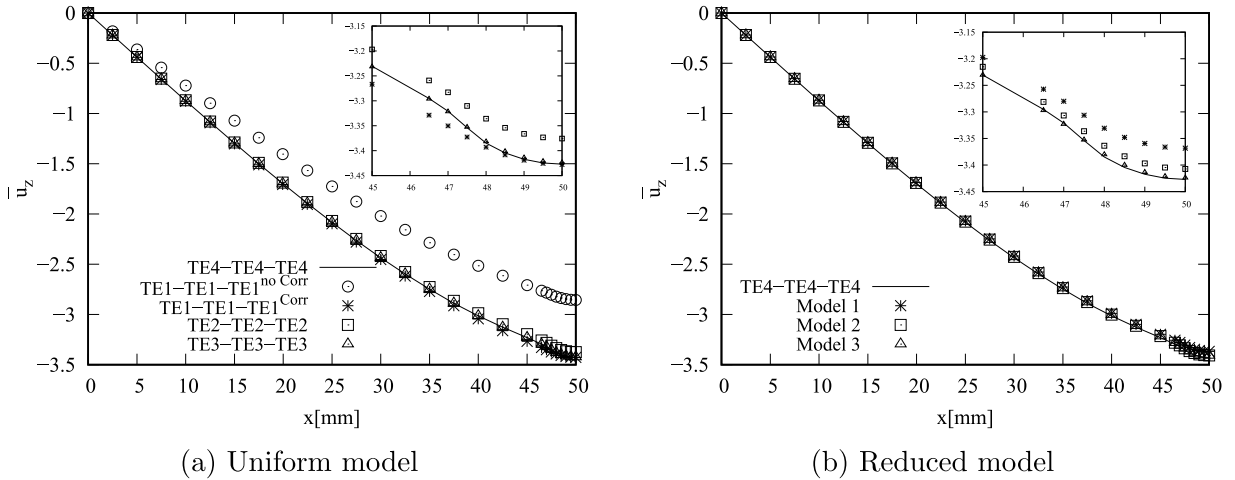 0
−0.5
−1
−1.5
−2
−2.5
−3
−3.5
0 5 10 15 20 25 30 35 40 45 50
u̅z
x[mm]
TE4−TE4−TE4
TE1−TE1−TE1no Corr
TE1−TE1−TE1Corr
TE2−TE2−TE2
TE3−TE3−TE3
−3.15
−3.2
−3.25
−3.3
−3.35
−3.4
−3.45
45 46 47 48 49 50
(a) Uniform model
0
−0.5
−1
−1.5
−2
−2.5
−3
−3.5
0 5 10 15 20 25 30 35 40 45 50
u̅z
x[mm]
TE4−TE4−TE4
Model 1
Model 2
Model 3
−3.15
−3.2
−3.25
−3.3
−3.35
−3.4
−3.45
45 46 47 48 49 50
(b) Reduced model